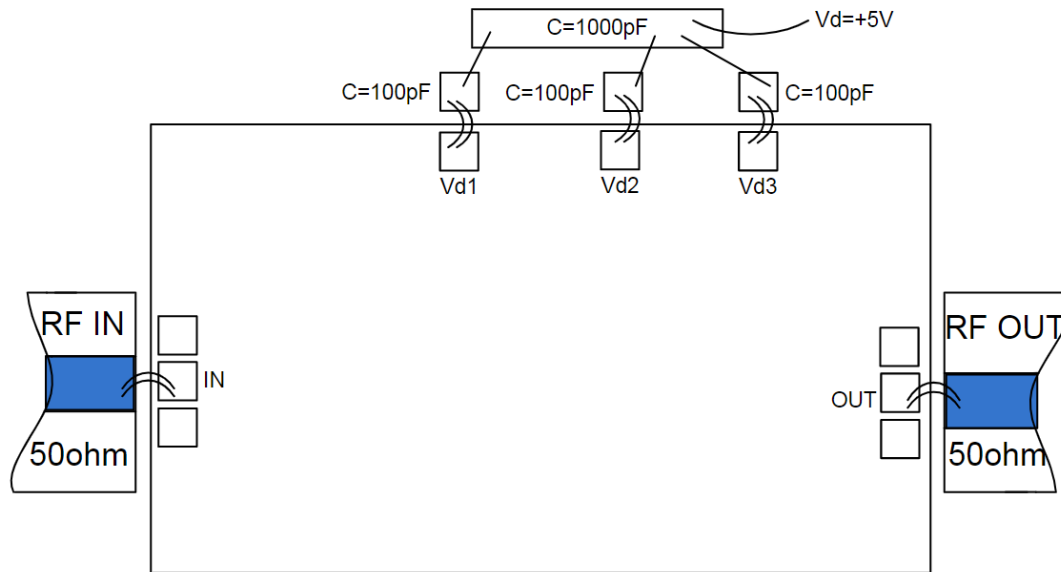 C=1000pF
Vd=+5V
C=100pF
C=100pF
C=100pF
Vd1
Vd2
Vd3
RF IN
RF OUT
IN
OUT
50ohm
50ohm